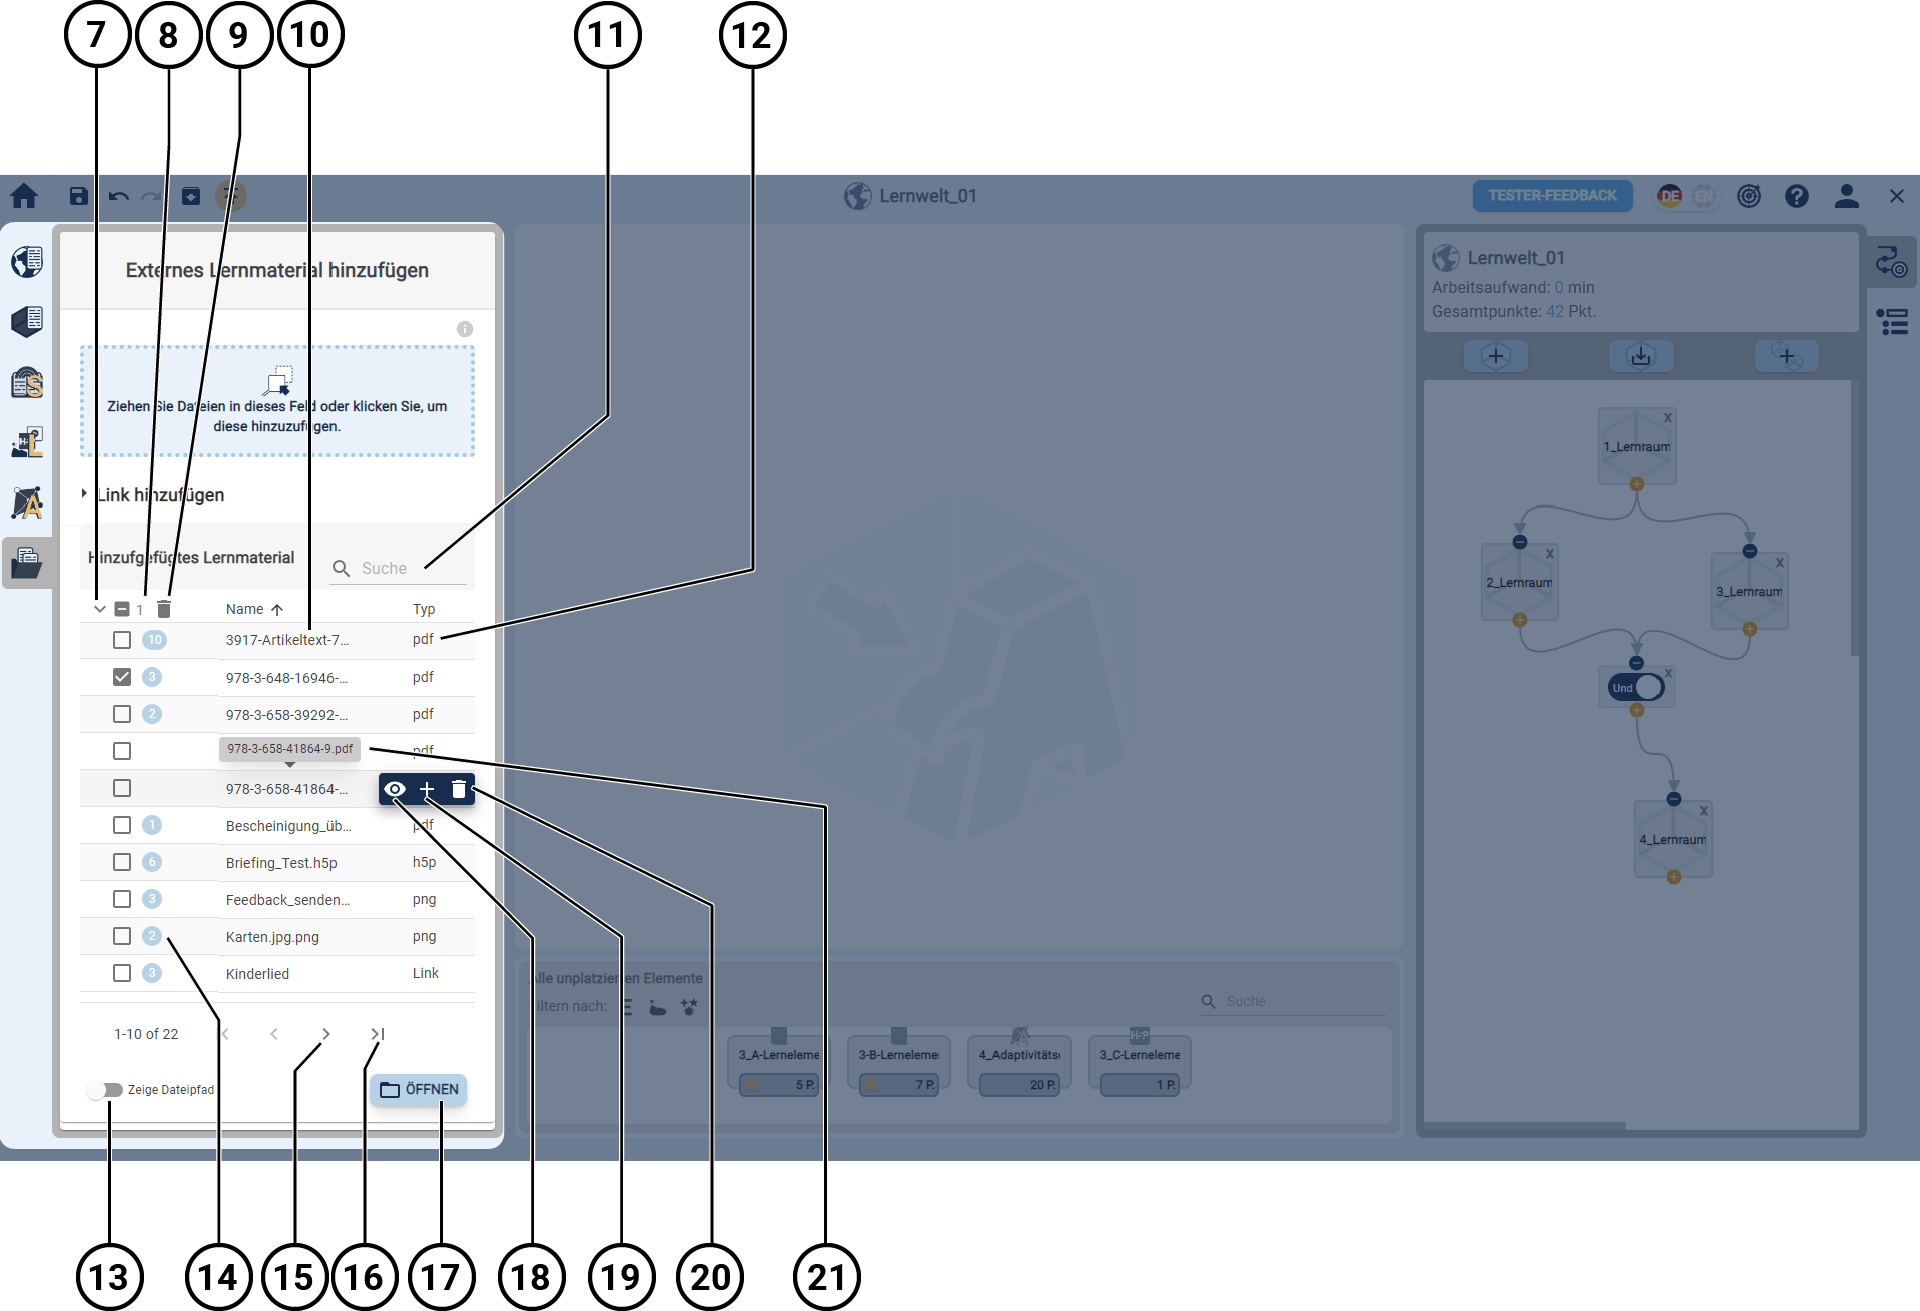 7 8 9 10 11 12
Lernwelt_01
TESTER-FEEDBACK
DE EN
Externes Lernmaterial hinzufügen
Ziehen Sie Dateien in dieses Feld oder klicken Sie, um
diese hinzuzufügen.
Link hinzufügen
Hinzugefügtes Lernmaterial
Suche
1 Name Typ
10 3917-Artikeltext-7... pdf
3 978-3-648-16946-... pdf
2 978-3-658-39292-... pdf
978-3-658-41864-9.pdf pdf
978-3-658-41864-...
1 Bescheinigung_üb... pdf
6 Briefing_Test.h5p h5p
3 Feedback_senden... png
2 Karten.jpg.png png
3 Kinderlied Link
1-10 of 22
Zeige Dateipfad
ÖFFNEN
Alle unplatzierten Elemente
Filtern nach:
Suche
3_A-Lerneleme
5 P.
3-B-Lerneleme
7 P.
4_Adaptivitäts
20 P.
H-P
3_C-Lerneleme
1 P.
Lernwelt_01
Arbeitsaufwand: 0 min
Gesamtpunkte: 42 Pkt.
X
1_Lernraum
X
2_Lernraum
X
3_Lernraum
X
Und
X
4_Lernraum
13 14 15 16 17 18 19 20 21